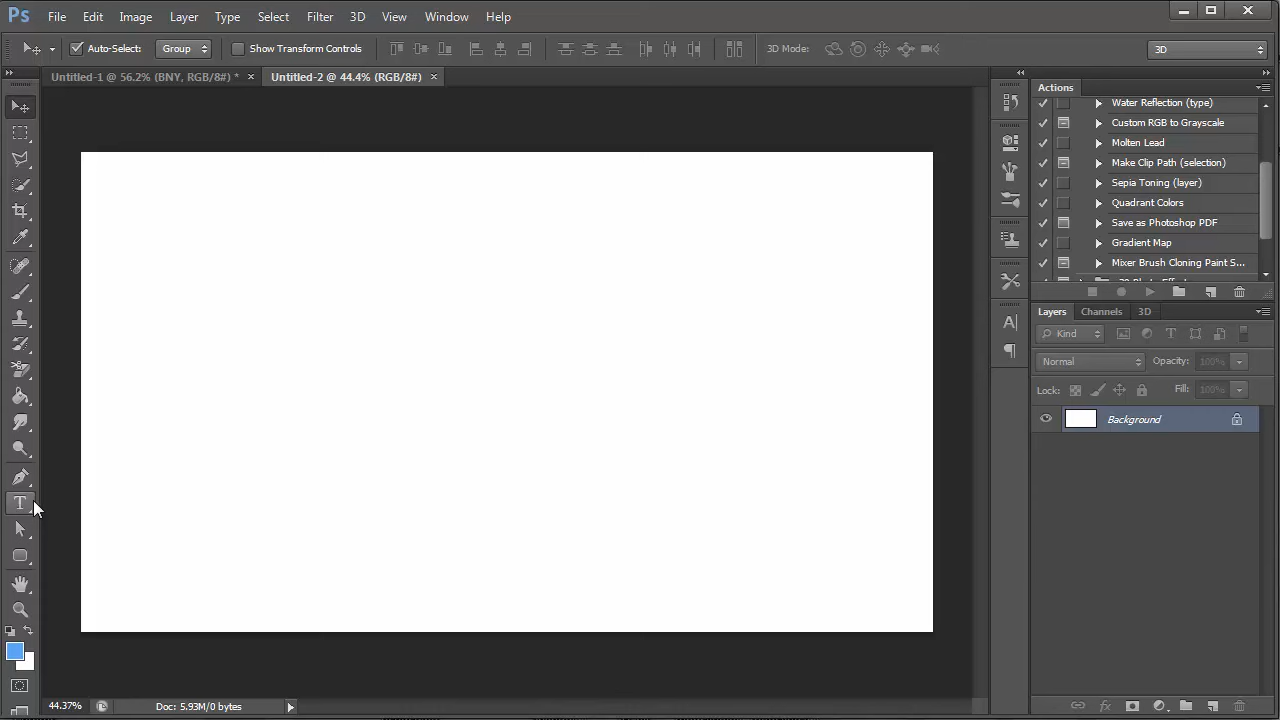 Ps File Edit Image Layer Type Select Filter 3D View Window Help
Auto-Select: Group Show Transform Controls 3D Mode: 3D
Untitled-1 @ 56.2% (BNY, RGB/8#) * × Untitled-2 @ 44.4% (RGB/8#) ×
Actions
Water Reflection (type)
Custom RGB to Grayscale
Molten Lead
Make Clip Path (selection)
Sepia Toning (layer)
Quadrant Colors
Save as Photoshop PDF
Gradient Map
Mixer Brush Cloning Paint S...
Layers Channels 3D
Kind
Normal Opacity: 100%
Lock: Fill: 100%
Background
44.37% Doc: 5.93M/0 bytes